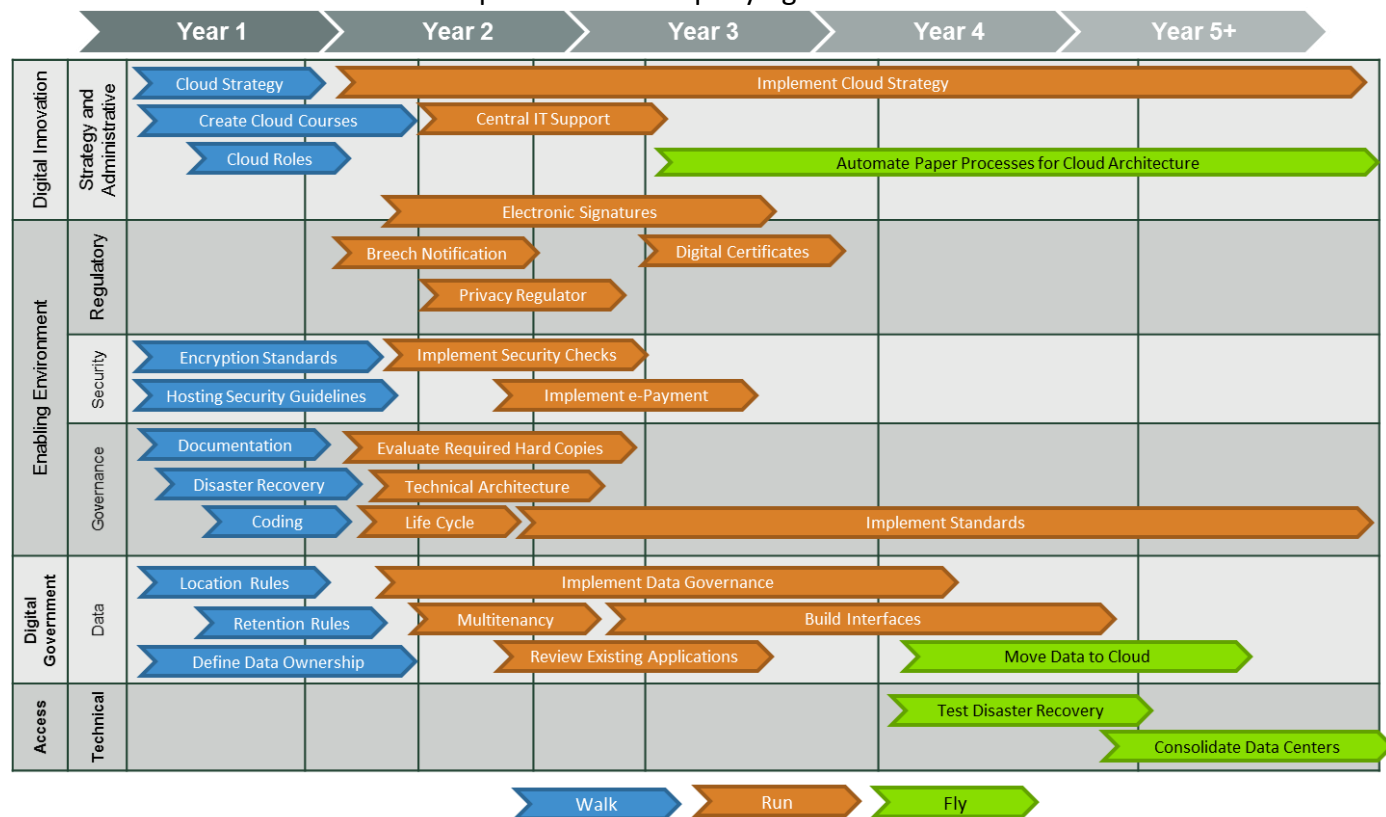 Year 1
Year 2
Year 3
Year 4
Year 5+
Digital Innovation
Strategy and
Administrative
Cloud Strategy
Implement Cloud Strategy
Create Cloud Courses
Central IT Support
Cloud Roles
Automate Paper Processes for Cloud Architecture
Electronic Signatures
Enabling Environment
Regulatory
Breech Notification
Digital Certificates
Privacy Regulator
Security
Encryption Standards
Implement Security Checks
Hosting Security Guidelines
Implement e-Payment
Governance
Documentation
Evaluate Required Hard Copies
Disaster Recovery
Technical Architecture
Coding
Life Cycle
Implement Standards
Digital
Government
Data
Location Rules
Implement Data Governance
Retention Rules
Multitenancy
Build Interfaces
Define Data Ownership
Review Existing Applications
Move Data to Cloud
Access
Technical
Test Disaster Recovery
Consolidate Data Centers
Walk
Run
Fly